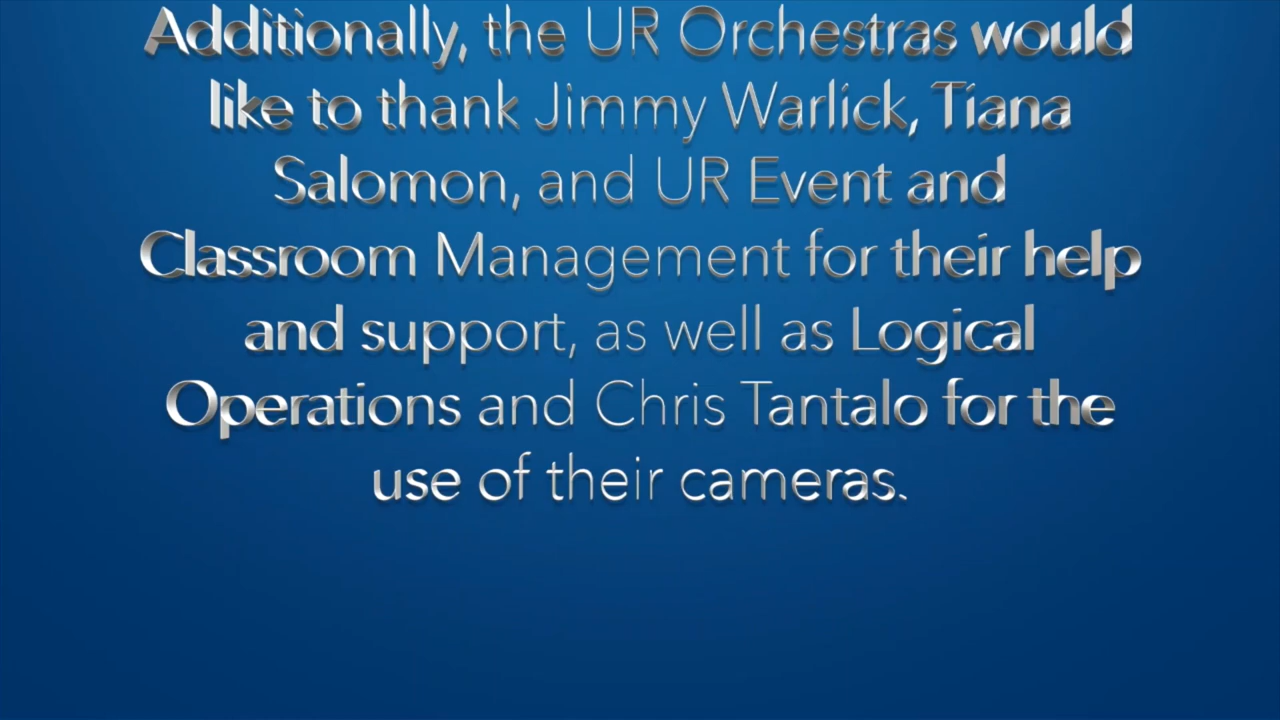 Additionally, the UR Orchestras would
like to thank Jimmy Warlick, Tiana
Salomon, and UR Event and
Classroom Management for their help
and support, as well as Logical
Operations and Chris Tantalo for the
use of their cameras.